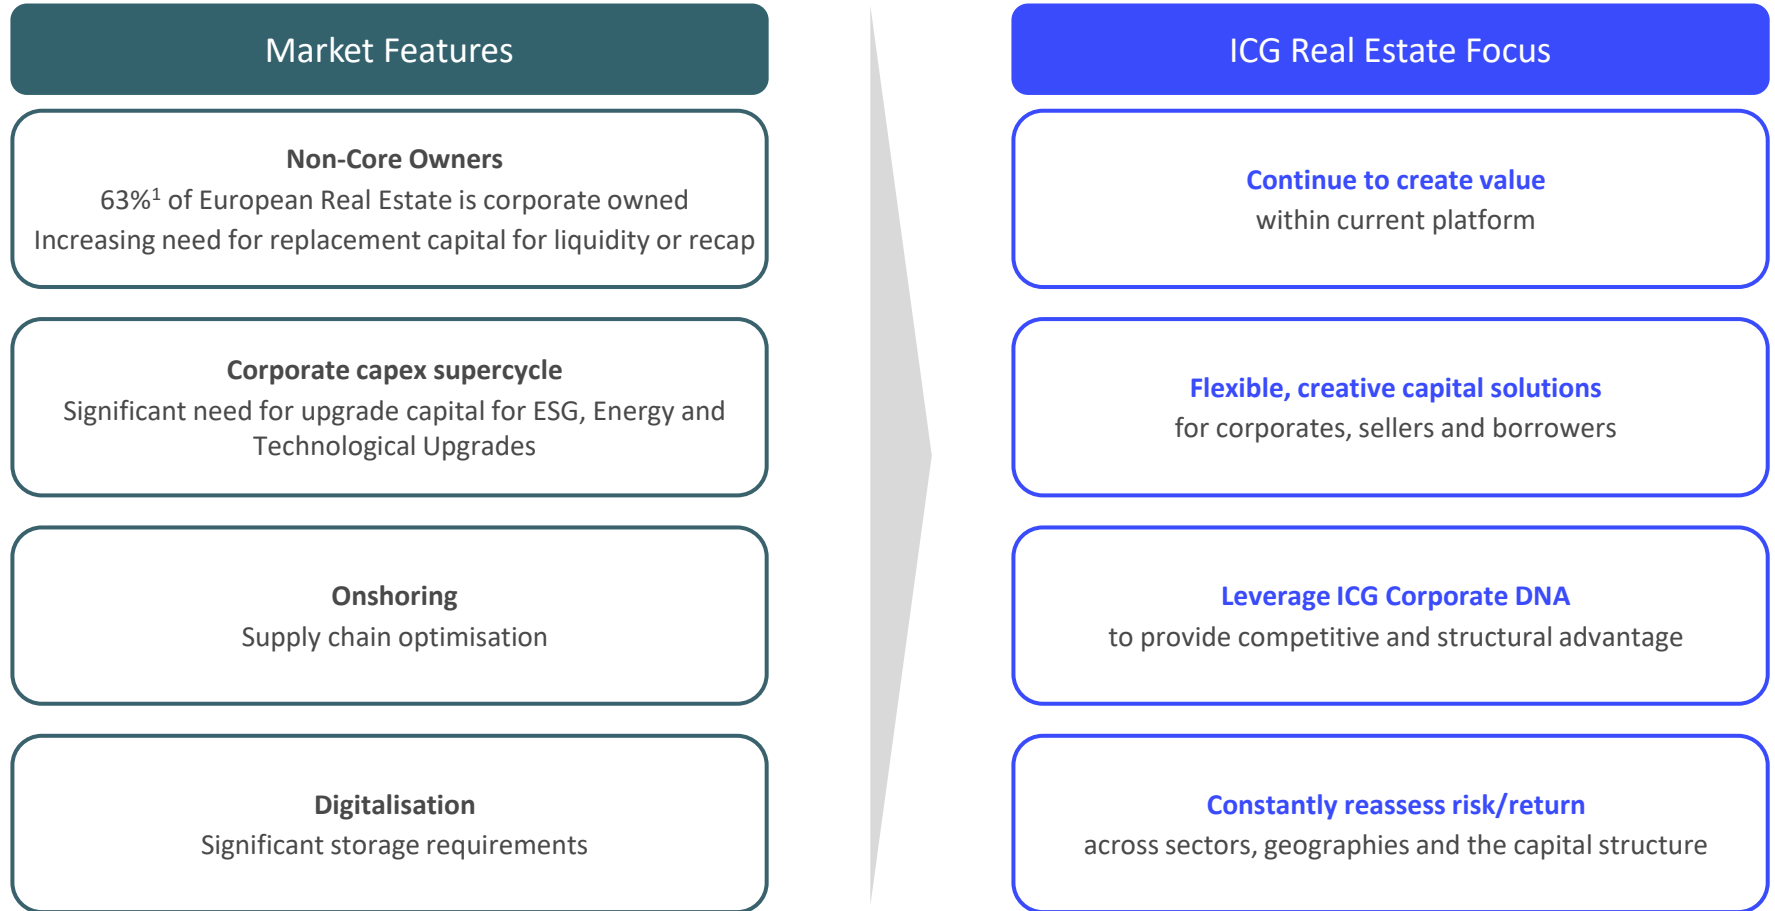 Market Features
Non-Core Owners
63%¹ of European Real Estate is corporate owned
Increasing need for replacement capital for liquidity or recap
Corporate capex supercycle
Significant need for upgrade capital for ESG, Energy and
Technological Upgrades
Onshoring
Supply chain optimisation
Digitalisation
Significant storage requirements
ICG Real Estate Focus
Continue to create value
within current platform
Flexible, creative capital solutions
for corporates, sellers and borrowers
Leverage ICG Corporate DNA
to provide competitive and structural advantage
Constantly reassess risk/return
across sectors, geographies and the capital structure